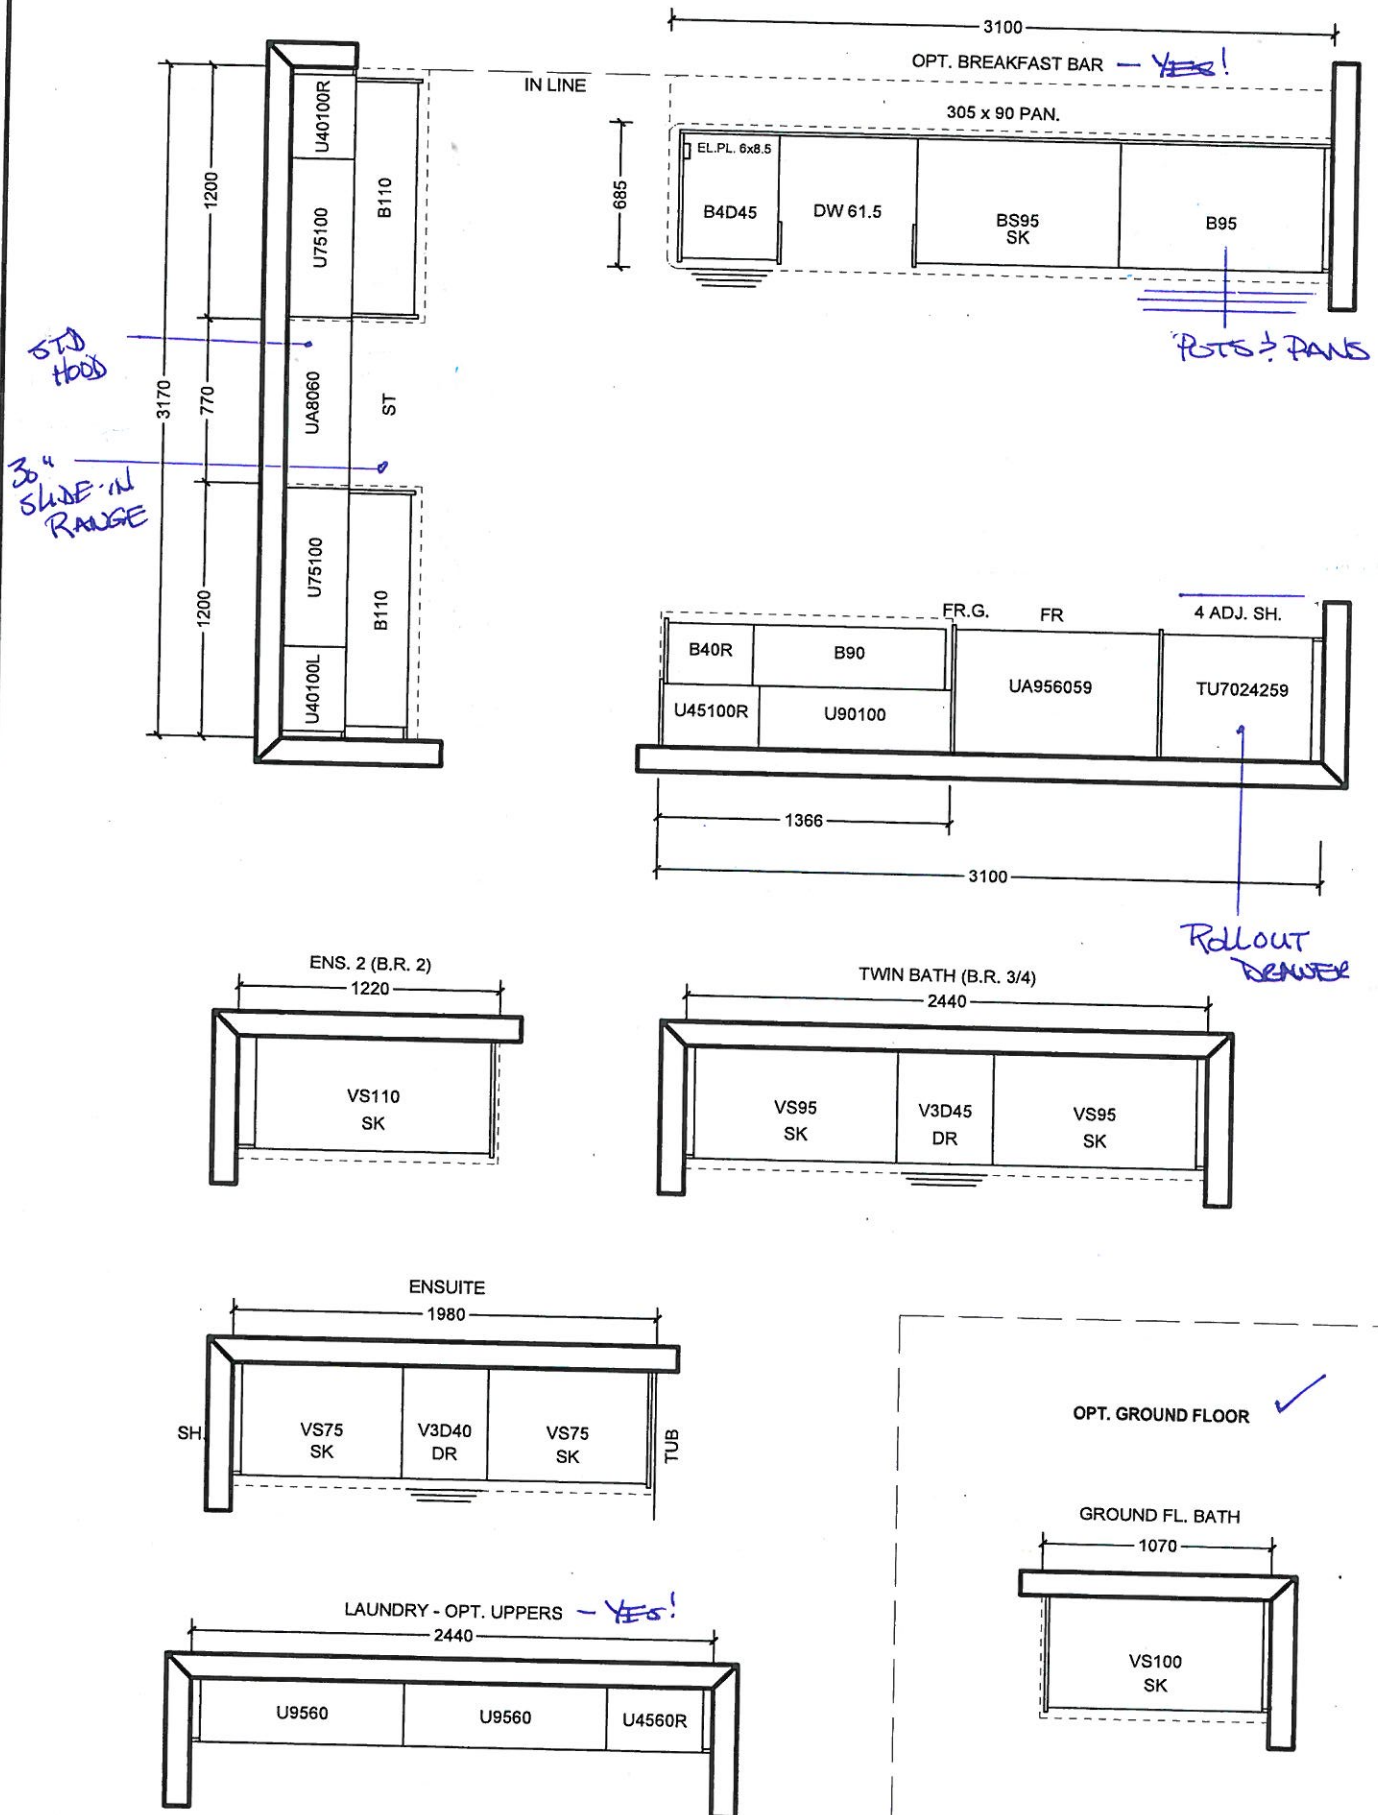 3100
OPT. BREAKFAST BAR - YES!
IN LINE
305 x 90 PAN.
685
EL.PL. 6x8.5
B4D45
DW 61.5
BS95
SK
B95
POTS & PANS
U40100R
U75100
B110
1200
STD
HOOD
3170
770
UA8060
ST
30"
SLIDE-IN
RANGE
1200
U75100
B110
U40100L
FR.G.
FR
4 ADJ. SH.
B40R
B90
UA956059
TU7024259
U45100R
U90100
1366
3100
ROLLOUT
DRAWER
ENS. 2 (B.R. 2)
1220
VS110
SK
TWIN BATH (B.R. 3/4)
2440
VS95
SK
V3D45
DR
VS95
SK
ENSUITE
1980
SH.
VS75
SK
V3D40
DR
VS75
SK
TUB
OPT. GROUND FLOOR
GROUND FL. BATH
1070
VS100
SK
LAUNDRY - OPT. UPPERS - YES!
2440
U9560
U9560
U4560R